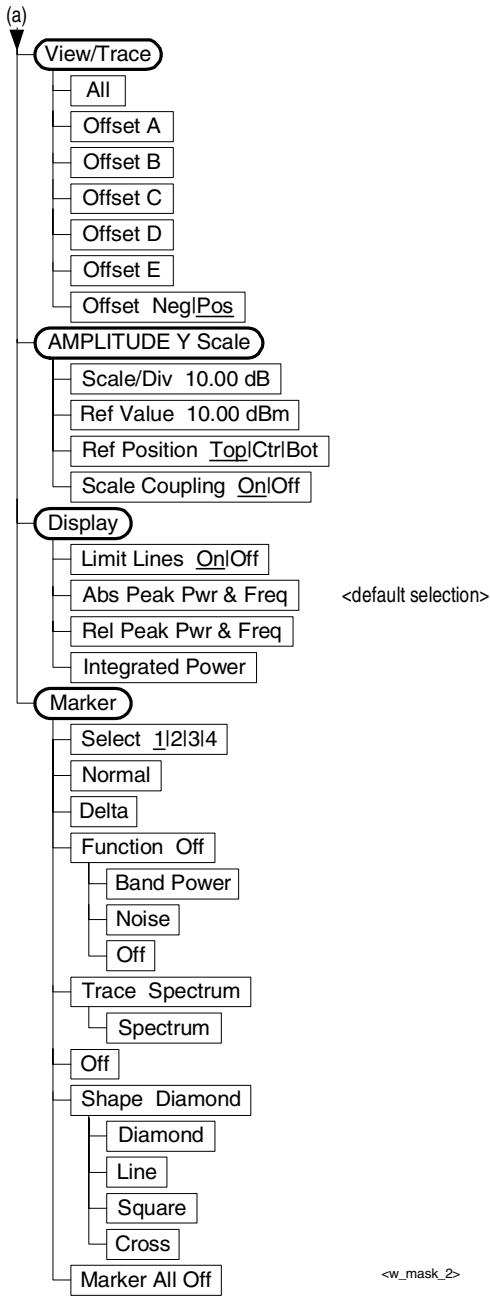 (a)
View/Trace
All
Offset A
Offset B
Offset C
Offset D
Offset E
Offset Neg|Pos
AMPLITUDE Y Scale
Scale/Div 10.00 dB
Ref Value 10.00 dBm
Ref Position Top|Ctr|Bot
Scale Coupling On|Off
Display
Limit Lines On|Off
Abs Peak Pwr & Freq <default selection>
Rel Peak Pwr & Freq
Integrated Power
Marker
Select 1|2|3|4
Normal
Delta
Function Off
Band Power
Noise
Off
Trace Spectrum
Spectrum
Off
Shape Diamond
Diamond
Line
Square
Cross
Marker All Off
<w_mask_2>